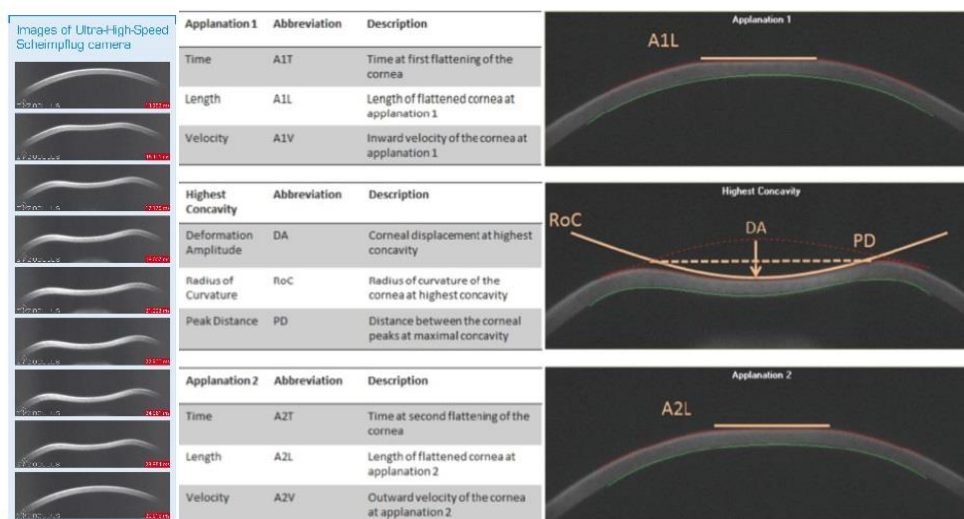 Images of Ultra-High-Speed
Scheimpflug camera
Applanation 1 Abbreviation Description
Time A1T Time at first flattening of the
cornea
Length A1L Length of flattened cornea at
applanation 1
Velocity A1V Inward velocity of the cornea at
applanation 1
Applanation 1
A1L
Highest
Concavity Abbreviation Description
Deformation
Amplitude DA Corneal displacement at highest
concavity
Radius of
Curvature RoC Radius of curvature of the
cornea at highest concavity
Peak Distance PD Distance between the corneal
peaks at maximal concavity
Highest Concavity
RoC
DA
PD
Applanation 2 Abbreviation Description
Time A2T Time at second flattening of the
cornea
Length A2L Length of flattened cornea at
applanation 2
Velocity A2V Outward velocity of the cornea
at applanation 2
Applanation 2
A2L